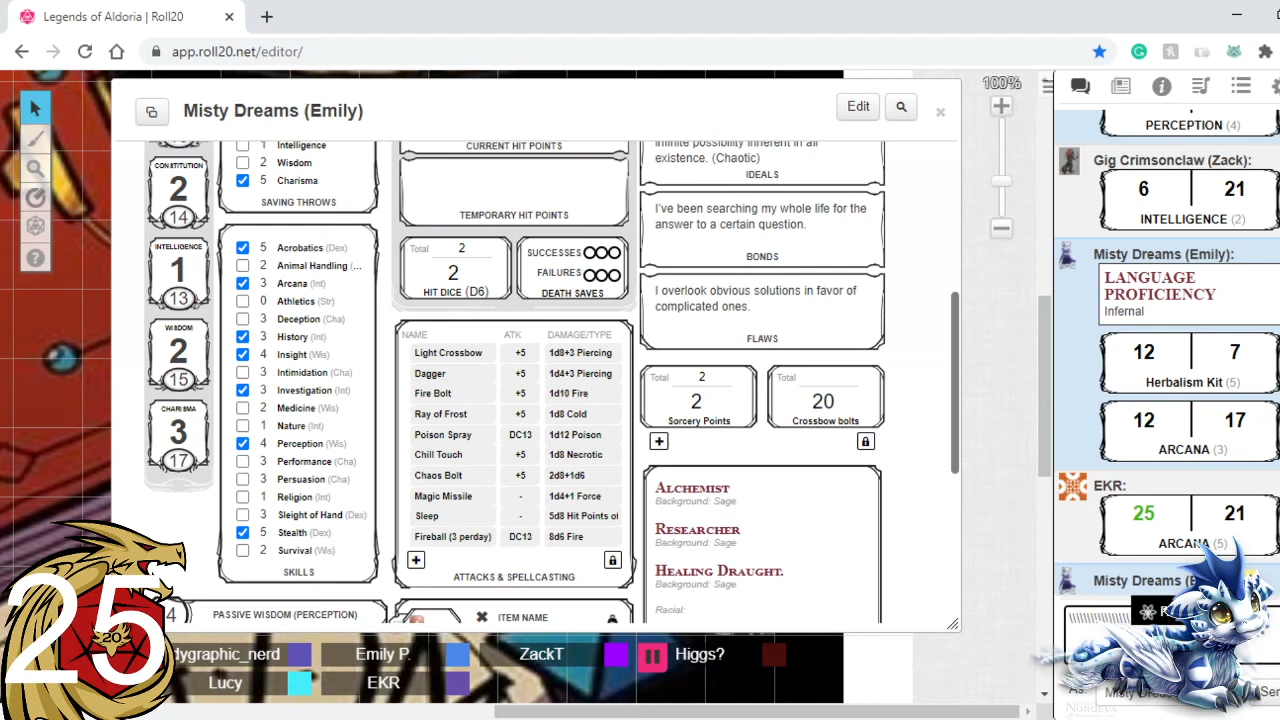 Legends of Aldoria | Roll20
app.roll20.net/editor/
Misty Dreams (Emily)
Edit
100%
CONSTITUTION
2
14
INTELLIGENCE
1
13
WISDOM
2
15
CHARISMA
3
17
1 Intelligence
2 Wisdom
5 Charisma
SAVING THROWS
5 Acrobatics (Dex)
2 Animal Handling (...
3 Arcana (Int)
0 Athletics (Str)
3 Deception (Cha)
3 History (Int)
4 Insight (Wis)
3 Intimidation (Cha)
3 Investigation (Int)
2 Medicine (Wis)
1 Nature (Int)
4 Perception (Wis)
3 Performance (Cha)
3 Persuasion (Cha)
1 Religion (Int)
3 Sleight of Hand (Dex)
5 Stealth (Dex)
2 Survival (Wis)
SKILLS
4 PASSIVE WISDOM (PERCEPTION)
CURRENT HIT POINTS
TEMPORARY HIT POINTS
Total 2
2
HIT DICE (D6)
SUCCESSES
FAILURES
DEATH SAVES
NAME ATK DAMAGE/TYPE
Light Crossbow +5 1d8+3 Piercing
Dagger +5 1d4+3 Piercing
Fire Bolt +5 1d10 Fire
Ray of Frost +5 1d8 Cold
Poison Spray DC13 1d12 Poison
Chill Touch +5 1d8 Necrotic
Chaos Bolt +5 2d8+1d6
Magic Missile - 1d4+1 Force
Sleep - 5d8 Hit Points of
Fireball (3 perday) DC13 8d6 Fire
ATTACKS & SPELLCASTING
ITEM NAME
infinite possibility inherent in all
existence. (Chaotic)
IDEALS
I've been searching my whole life for the
answer to a certain question.
BONDS
I overlook obvious solutions in favor of
complicated ones.
FLAWS
Total 2
2
Sorcery Points
Total
20
Crossbow bolts
ALCHEMIST
Background: Sage
RESEARCHER
Background: Sage
HEALING DRAUGHT.
Background: Sage
Racial:
PERCEPTION (4)
Gig Crimsonclaw (Zack):
6 21
INTELLIGENCE (2)
Misty Dreams (Emily):
LANGUAGE
PROFICIENCY
Infernal
12 7
Herbalism Kit (5)
12 17
ARCANA (3)
EKR:
25 21
ARCANA (5)
Misty Dreams (E
As:
25
20
dygraphic_nerd
Emily P.
ZackT
Higgs?
Lucy
EKR